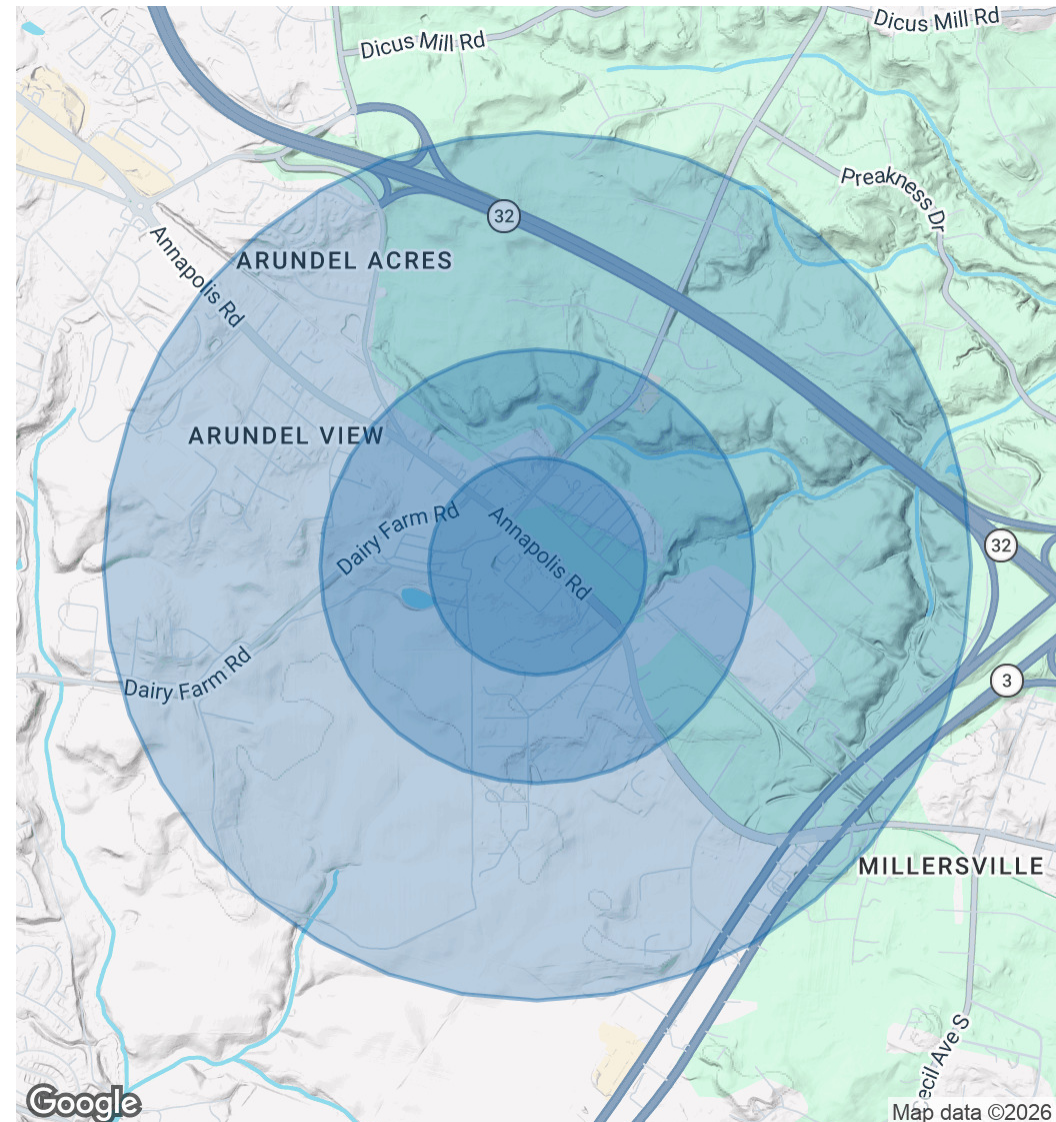 Dicus Mill Rd
Dicus Mill Rd
Preakness Dr
32
Annapolis Rd
ARUNDEL ACRES
ARUNDEL VIEW
Dairy Farm Rd
Annapolis Rd
32
Dairy Farm Rd
3
MILLERSVILLE
ecil Ave S
Google
Map data ©2026